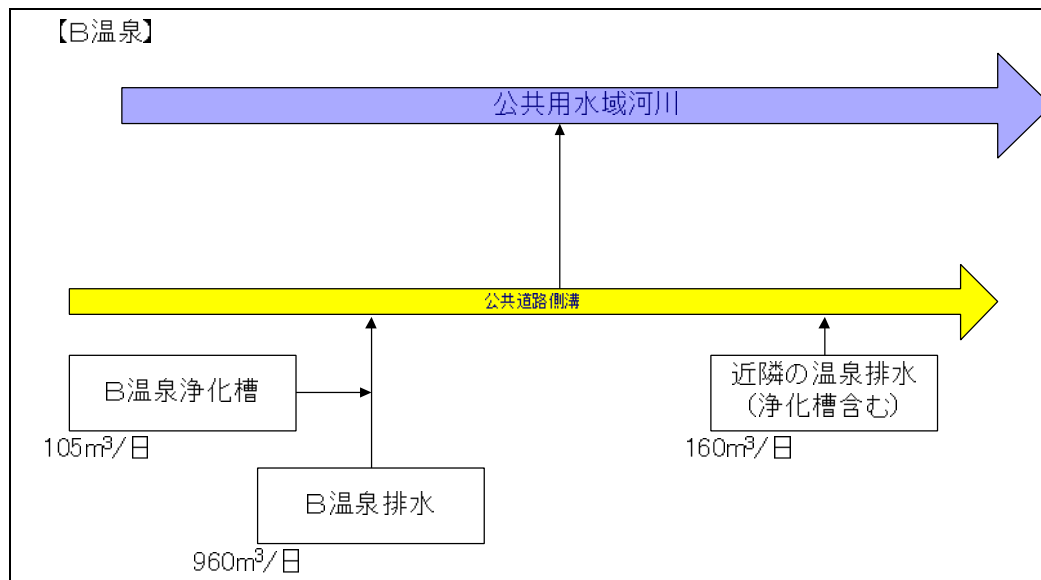 【B温泉】
公共用水域河川
公共道路側溝
B温泉浄化槽
105m³/日
B温泉排水
960m³/日
近隣の温泉排水
(浄化槽含む)
160m³/日